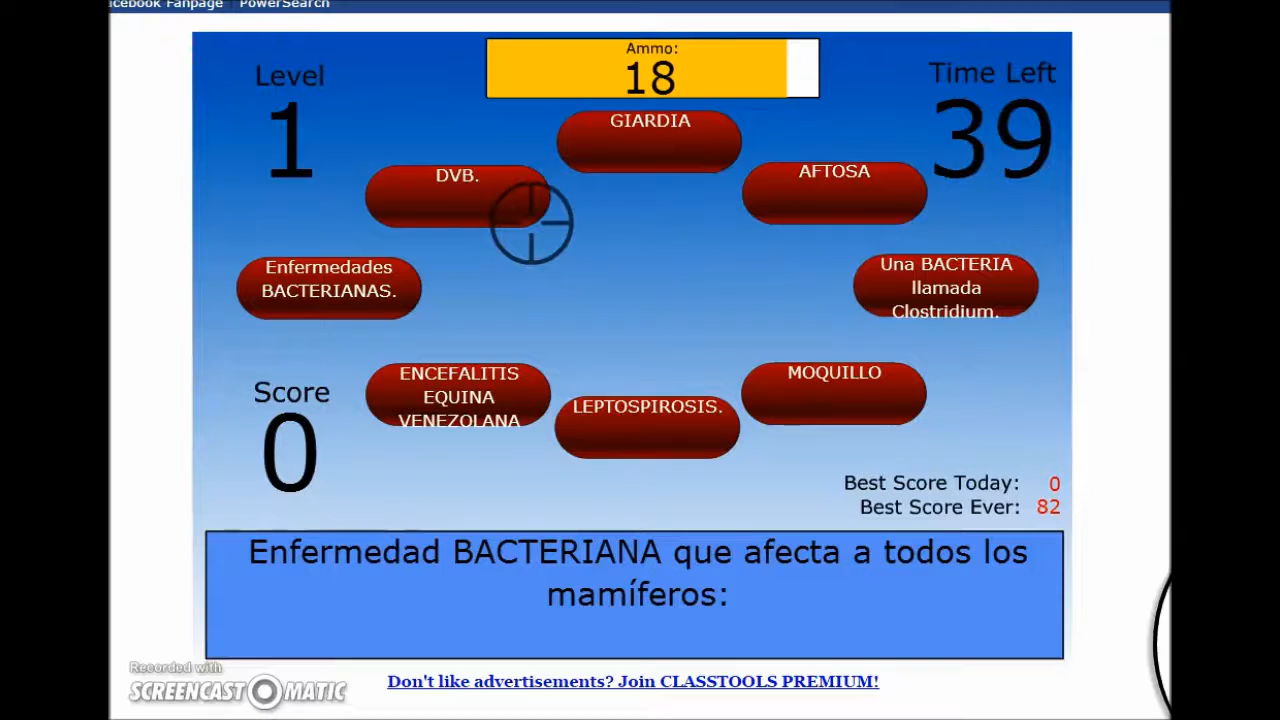 Fanpage | PowerSearch
Level
1
Ammo:
18
Time Left
39
GIARDIA
DVB.
AFTOSA
Enfermedades
BACTERIANAS.
Una BACTERIA
llamada
Clostridium.
ENCEFALITIS
EQUINA
VENEZOLANA
LEPTOSPIROSIS.
MOQUILLO
Score
0
Best Score Today: 0
Best Score Ever: 82
Enfermedad BACTERIANA que afecta a todos los
mamíferos:
Recorded with
SCREENCAST MATIC
Don't like advertisements? Join CLASSTOOLS PREMIUM!